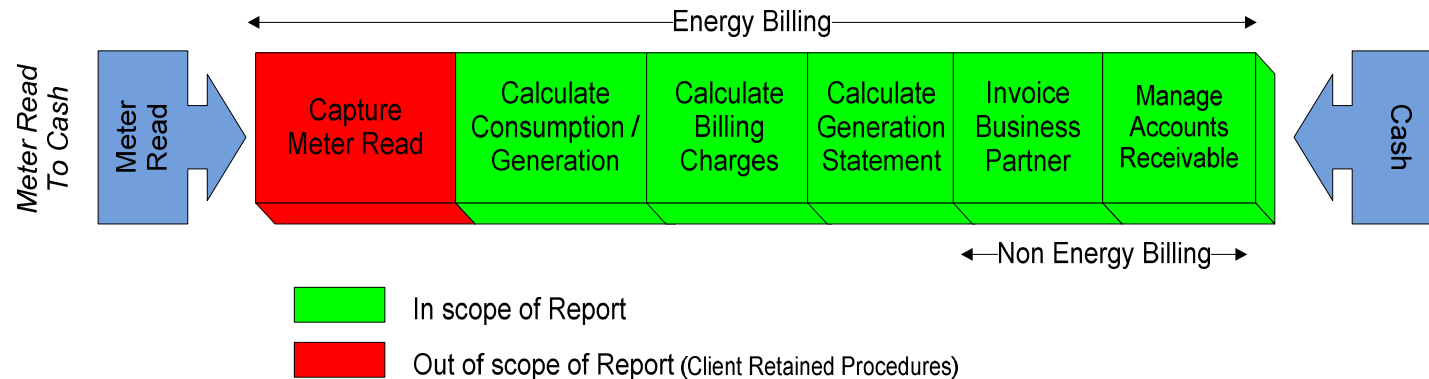 Energy Billing
Meter Read
To Cash
Meter
Read
Capture
Meter Read
Calculate
Consumption /
Generation
Calculate
Billing
Charges
Calculate
Generation
Statement
Invoice
Business
Partner
Manage
Accounts
Receivable
Cash
Non Energy Billing
In scope of Report
Out of scope of Report (Client Retained Procedures)